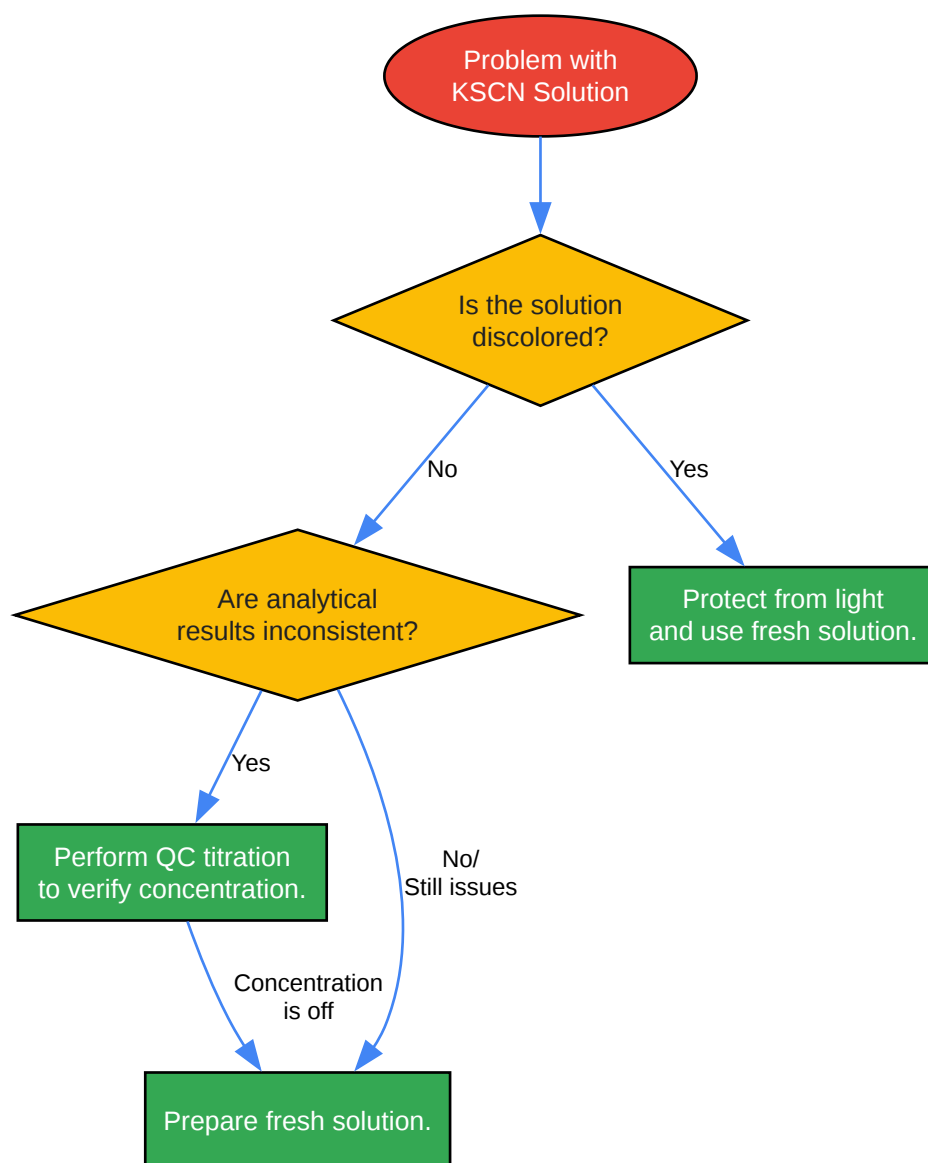 Problem with
KSCN Solution
Is the solution
discolored?
No
Yes
Are analytical
results inconsistent?
Protect from light
and use fresh solution.
Yes
Perform QC titration
to verify concentration.
No/
Still issues
Concentration
is off
Prepare fresh solution.